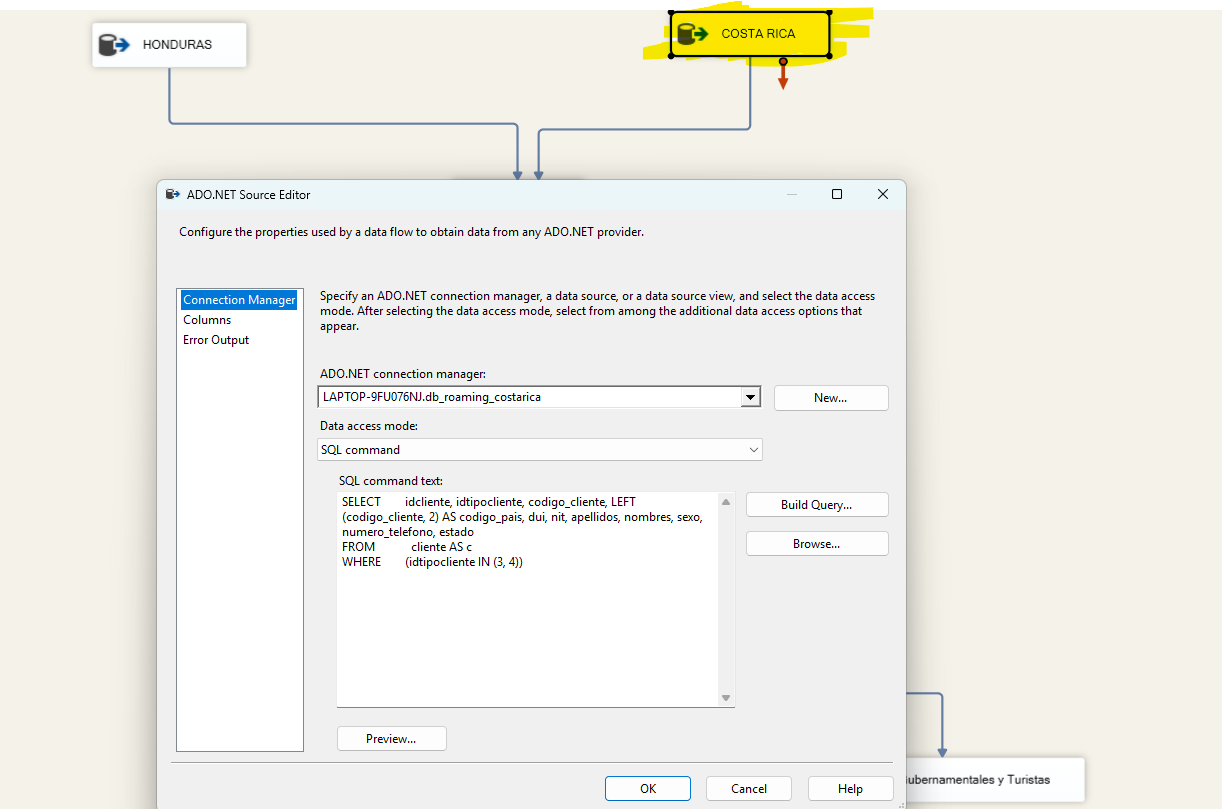 HONDURAS
COSTA RICA
ADO.NET Source Editor
Configure the properties used by a data flow to obtain data from any ADO.NET provider.
Connection Manager
Columns
Error Output
Specify an ADO.NET connection manager, a data source, or a data source view, and select the data access
mode. After selecting the data access mode, select from among the additional data access options that
appear.
ADO.NET connection manager:
LAPTOP-9FU076NJ.db_roaming_costarica
New...
Data access mode:
SQL command
SQL command text:
SELECT idcliente, idtipocliente, codigo_cliente, LEFT
(codigo_cliente, 2) AS codigo_pais, dui, nit, apellidos, nombres, sexo,
numero_telefono, estado
FROM cliente AS c
WHERE (idtipocliente IN (3, 4))
Build Query...
Browse...
Preview...
OK
Cancel
Help
ubernamentales y Turistas